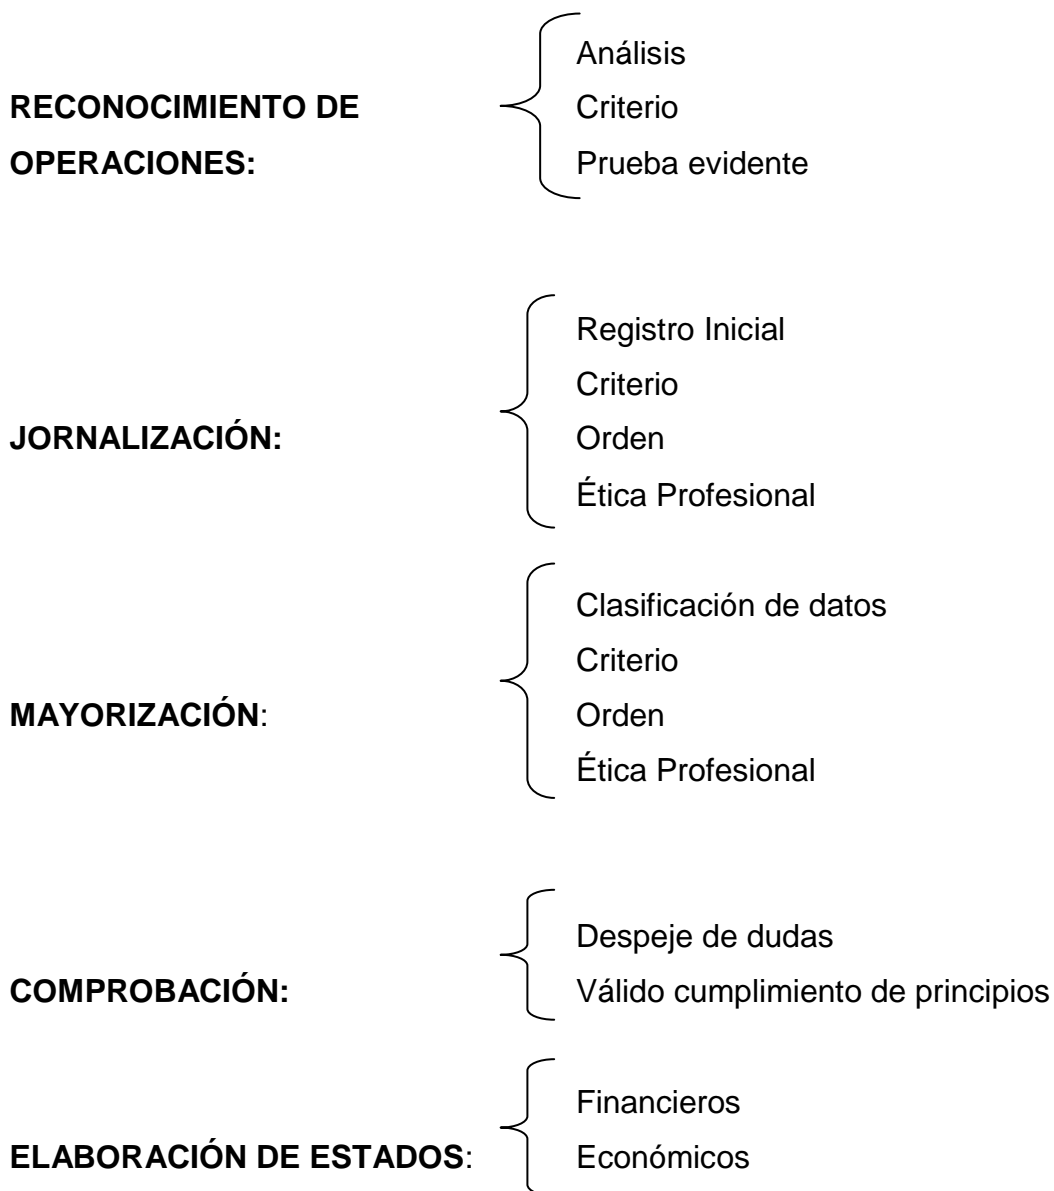 RECONOCIMIENTO DE
OPERACIONES:
Análisis
Criterio
Prueba evidente
JORNALIZACIÓN:
Registro Inicial
Criterio
Orden
Ética Profesional
MAYORIZACIÓN:
Clasificación de datos
Criterio
Orden
Ética Profesional
COMPROBACIÓN:
Despeje de dudas
Válido cumplimiento de principios
ELABORACIÓN DE ESTADOS:
Financieros
Económicos